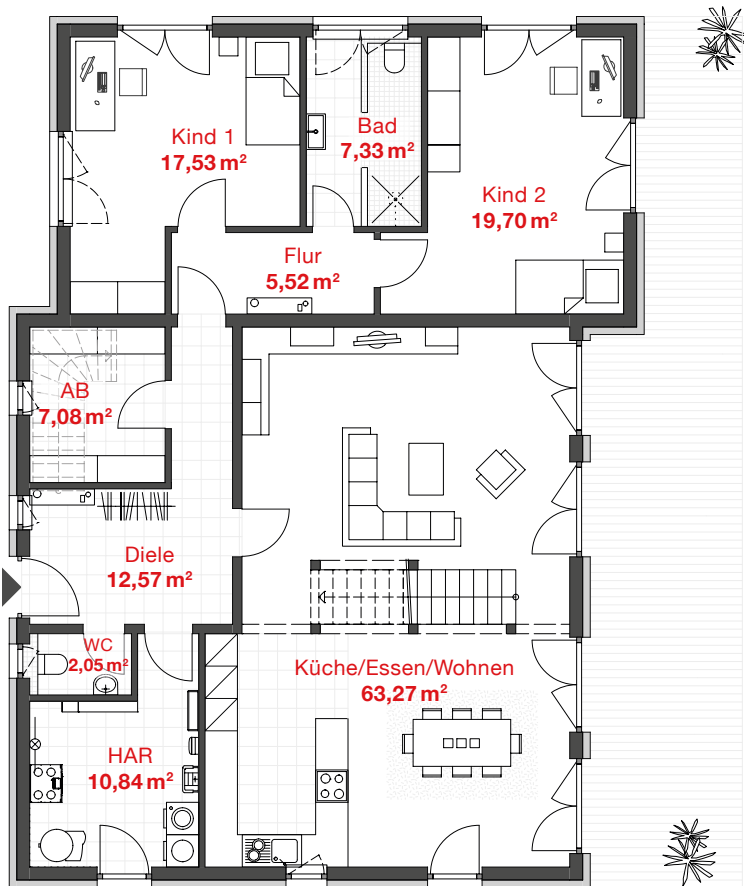 Kind 1
17,53 m²
Bad
7,33 m²
Kind 2
19,70 m²
Flur
5,52 m²
AB
7,08 m²
Diele
12,57 m²
WC
2,05 m²
Küche/Essen/Wohnen
63,27 m²
HAR
10,84 m²